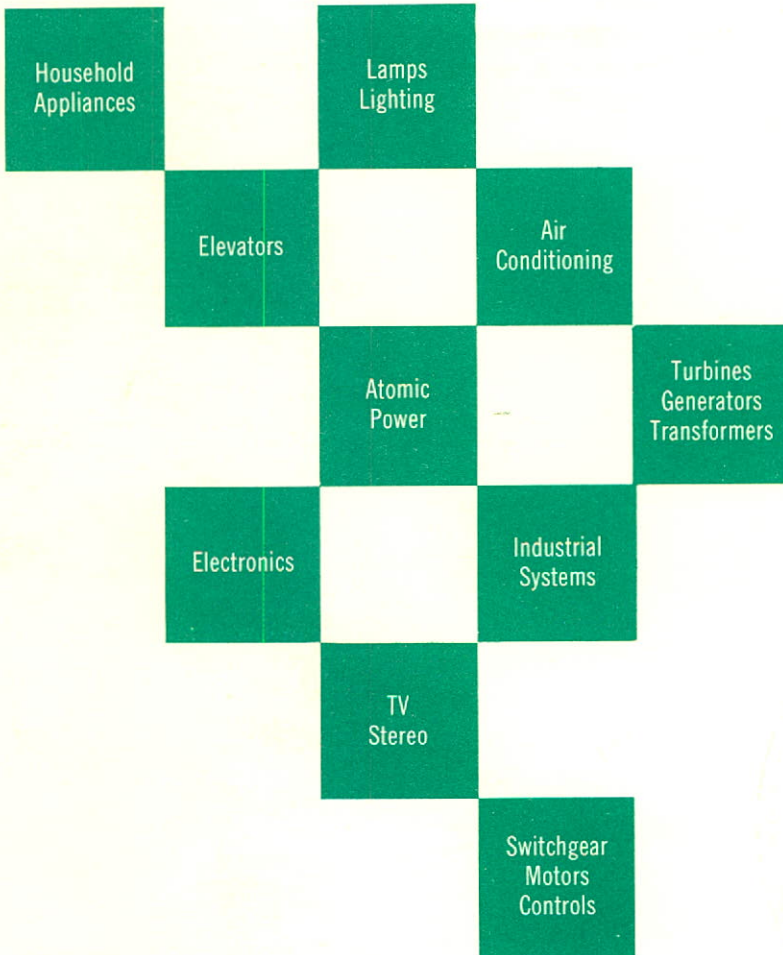 Household
Appliances
Lamps
Lighting
Elevators
Air
Conditioning
Atomic
Power
Turbines
Generators
Transformers
Electronics
Industrial
Systems
TV
Stereo
Switchgear
Motors
Controls